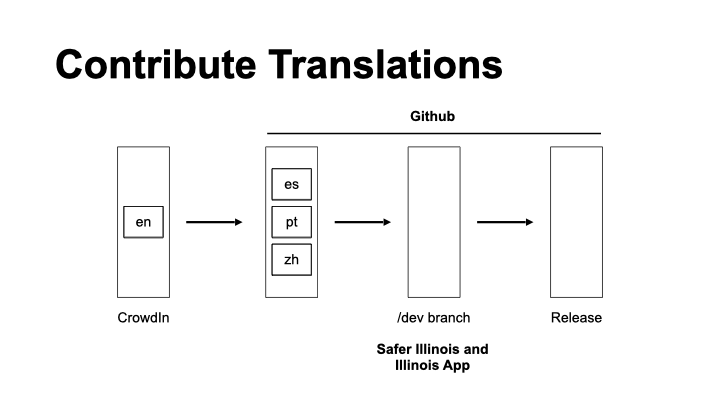 Contribute Translations
Github
en
es
pt
zh
CrowdIn
/dev branch
Release
Safer Illinois and
Illinois App